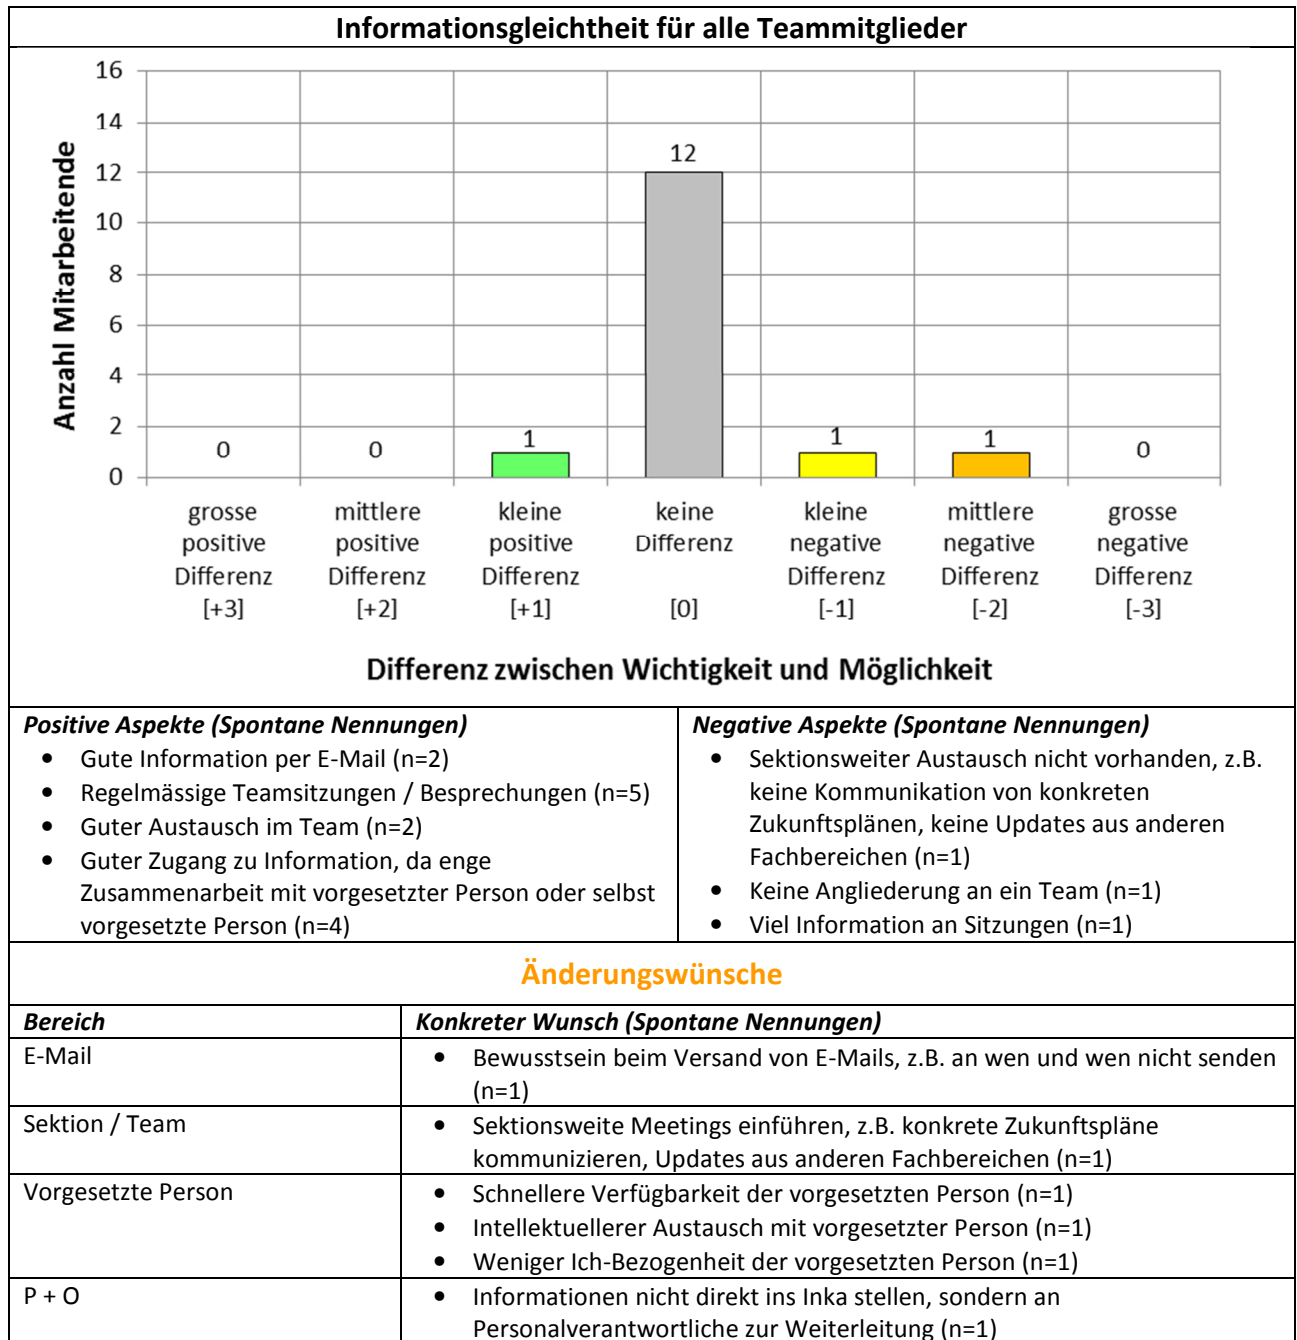 Informationsgleichtheit für alle Teammitglieder
Anzahl Mitarbeitende
16
14
12
10
8
6
4
2
0
0
0
1
12
1
1
0
grosse positive Differenz [+3]
mittlere positive Differenz [+2]
kleine positive Differenz [+1]
keine Differenz [0]
kleine negative Differenz [-1]
mittlere negative Differenz [-2]
grosse negative Differenz [-3]
Differenz zwischen Wichtigkeit und Möglichkeit
Positive Aspekte (Spontane Nennungen)
• Gute Information per E-Mail (n=2)
• Regelmässige Teamsitzungen / Besprechungen (n=5)
• Guter Austausch im Team (n=2)
• Guter Zugang zu Information, da enge
Zusammenarbeit mit vorgesetzter Person oder selbst
vorgesetzte Person (n=4)
Negative Aspekte (Spontane Nennungen)
• Sektionsweiter Austausch nicht vorhanden, z.B.
keine Kommunikation von konkreten
Zukunftsplänen, keine Updates aus anderen
Fachbereichen (n=1)
• Keine Angliederung an ein Team (n=1)
• Viel Information an Sitzungen (n=1)
Änderungswünsche
Bereich
Konkreter Wunsch (Spontane Nennungen)
E-Mail
• Bewusstsein beim Versand von E-Mails, z.B. an wen und wen nicht senden
(n=1)
Sektion / Team
• Sektionsweite Meetings einführen, z.B. konkrete Zukunftspläne
kommunizieren, Updates aus anderen Fachbereichen (n=1)
Vorgesetzte Person
• Schnellere Verfügbarkeit der vorgesetzten Person (n=1)
• Intellektuellerer Austausch mit vorgesetzter Person (n=1)
• Weniger Ich-Bezogenheit der vorgesetzten Person (n=1)
P + O
• Informationen nicht direkt ins Inka stellen, sondern an
Personalverantwortliche zur Weiterleitung (n=1)